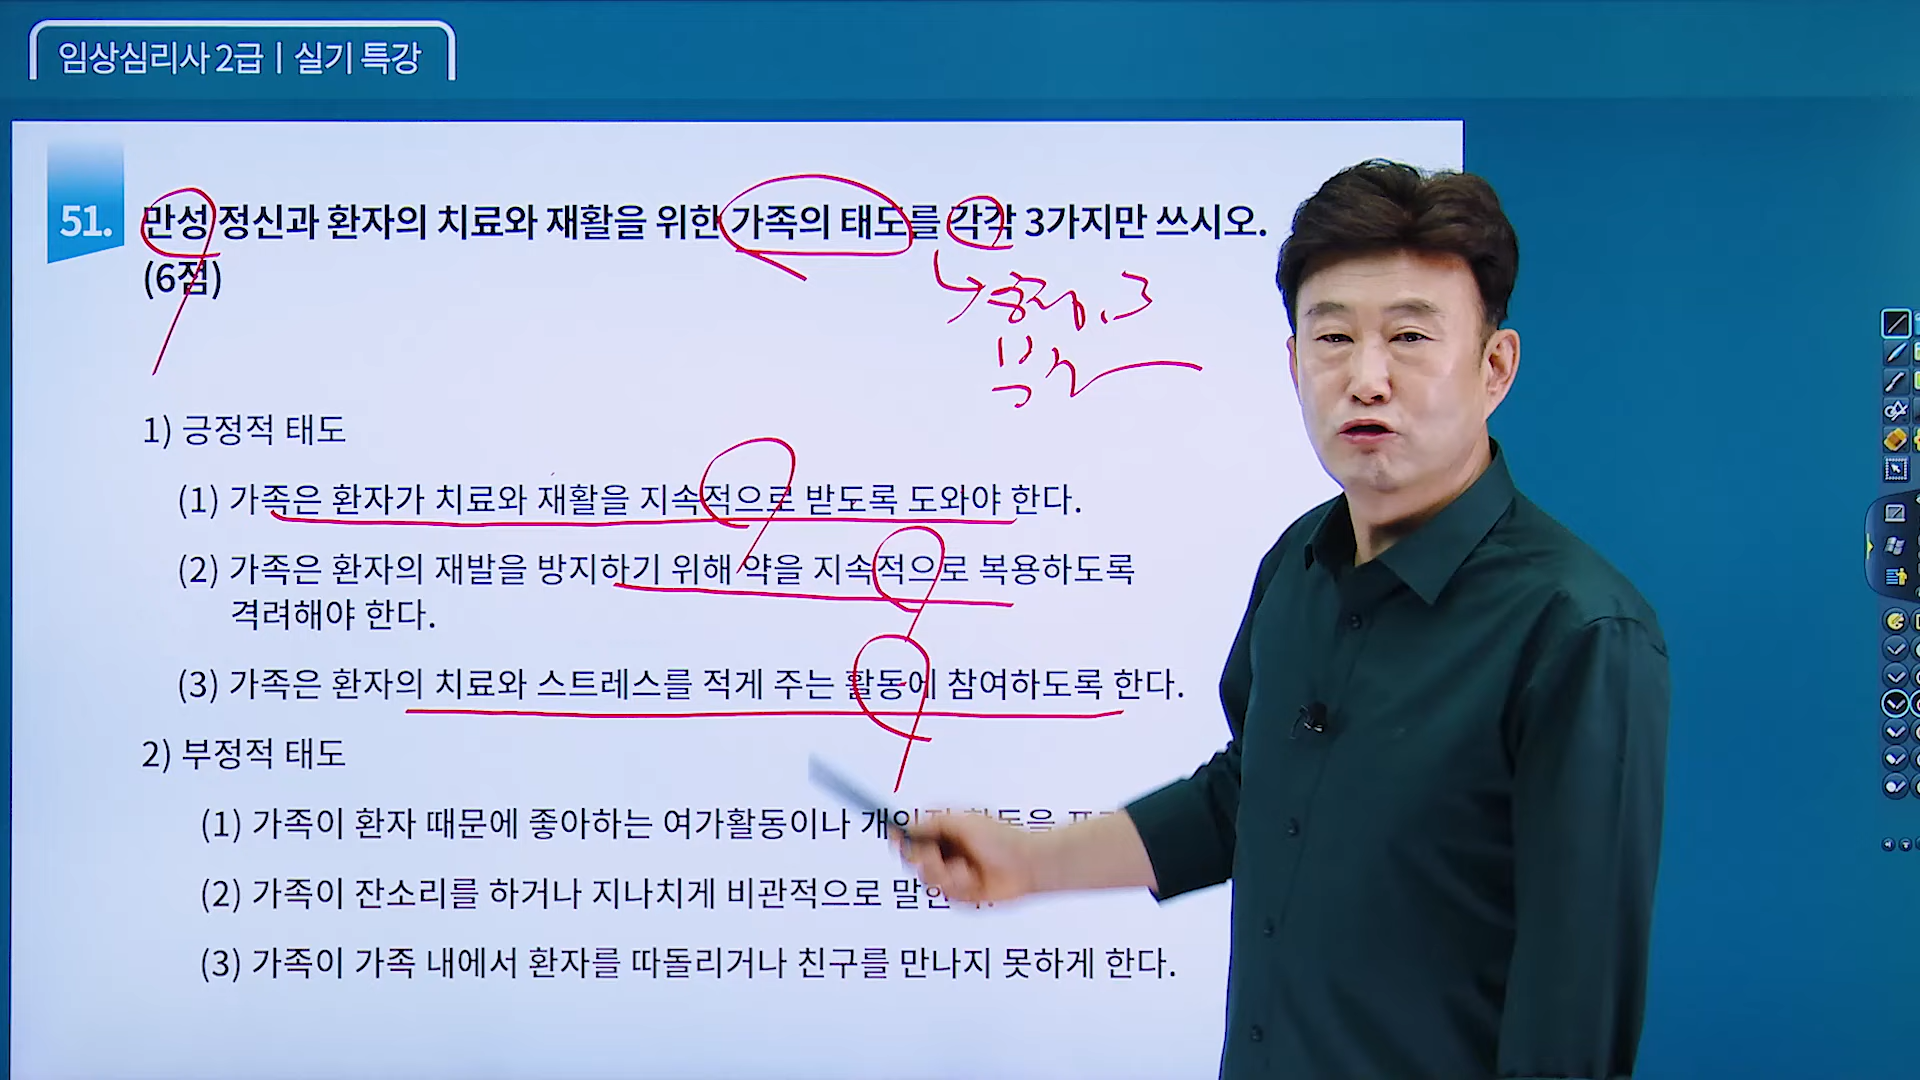 임상심리사 2급 | 실기 특강
51. 만성 정신과 환자의 치료와 재활을 위한 가족의 태도를 각각 3가지만 쓰시오.
(6점)
3
1) 긍정적 태도
(1) 가족은 환자가 치료와 재활을 지속적으로 받도록 도와야 한다.
(2) 가족은 환자의 재발을 방지하기 위해 약을 지속적으로 복용하도록
격려해야 한다.
(3) 가족은 환자의 치료와 스트레스를 적게 주는 활동에 참여하도록 한다.
2) 부정적 태도
(1) 가족이 환자 때문에 좋아하는 여가활동이나
(2) 가족이 잔소리를 하거나 지나치게 비관적으로
(3) 가족이 가족 내에서 환자를 따돌리거나 친구를 만나지 못하게 한다.